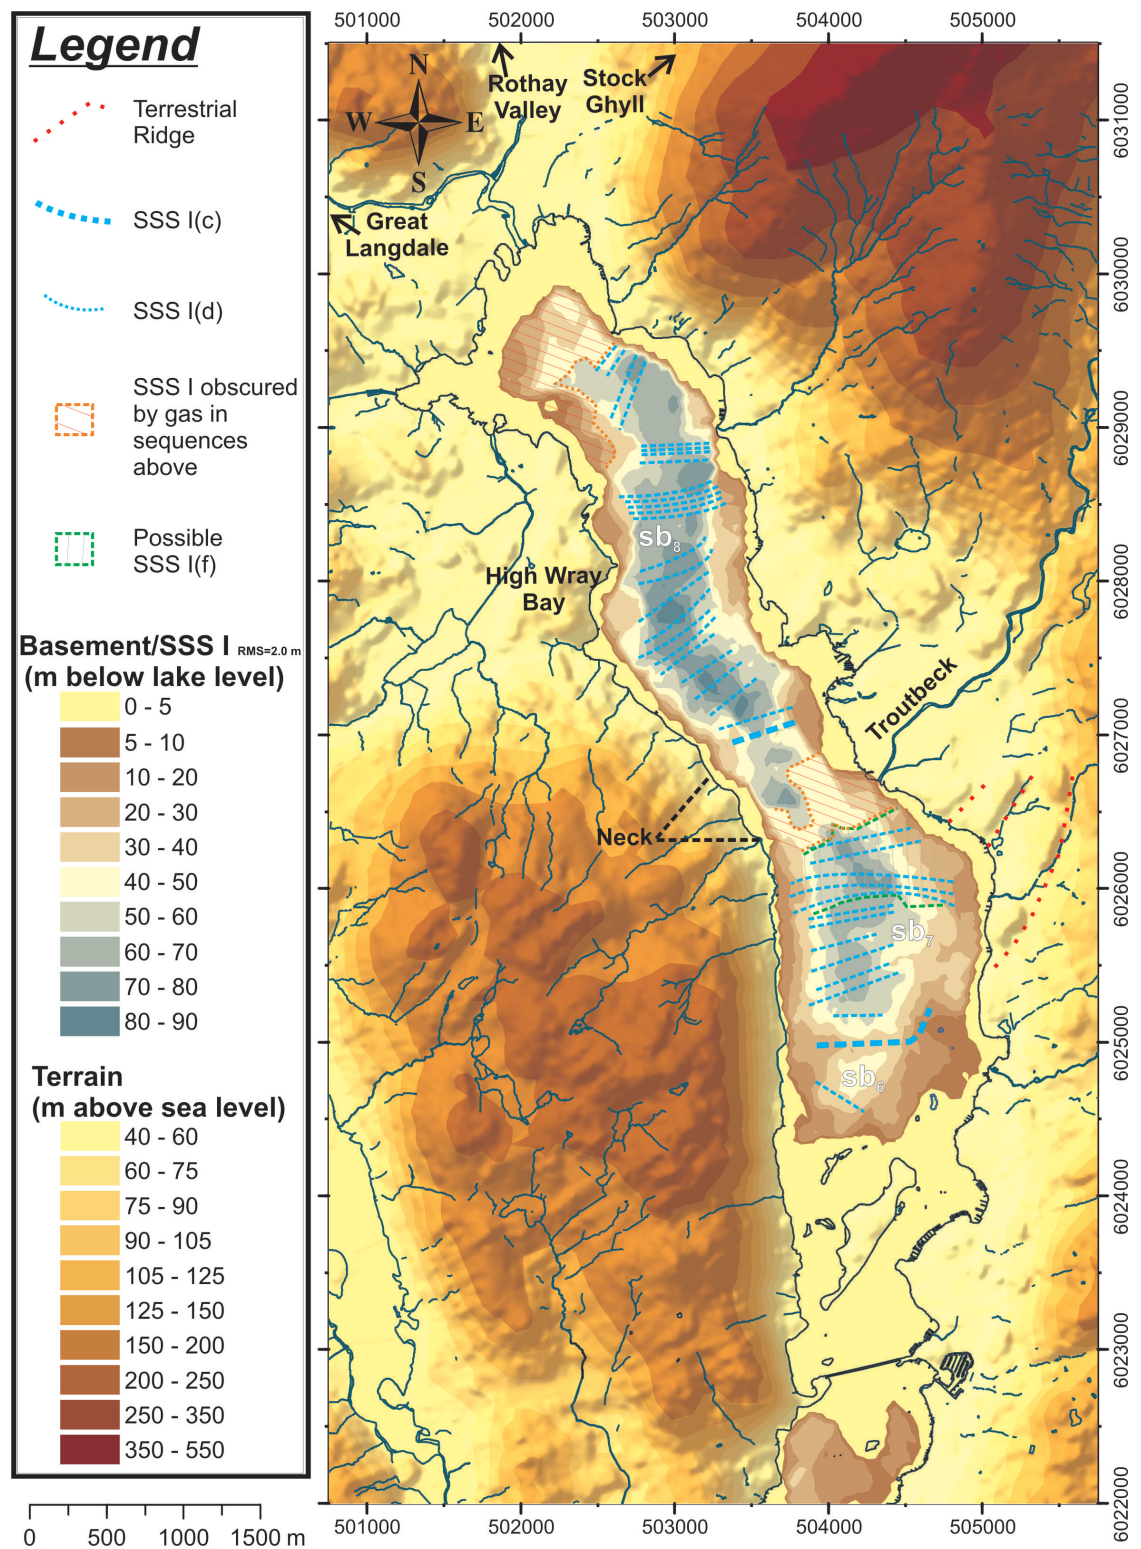 Legend
Terrestrial
Ridge
SSS I(c)
SSS I(d)
SSS I obscured
by gas in
sequences
above
Possible
SSS I(f)
Basement/SSS I RMS=2.0 m
(m below lake level)
0 - 5
5 - 10
10 - 20
20 - 30
30 - 40
40 - 50
50 - 60
60 - 70
70 - 80
80 - 90
Terrain
(m above sea level)
40 - 60
60 - 75
75 - 90
90 - 105
105 - 125
125 - 150
150 - 200
200 - 250
250 - 350
350 - 550
0 500 1000 1500 m
501000 502000 503000 504000 505000
N
W E
S
Rothay
Valley
Stock
Ghyll
Great
Langdale
sb8
High Wray
Bay
Troutbeck
Neck
sb7
sb6
6031000
6030000
6029000
6028000
6027000
6026000
6025000
6024000
6023000
6022000
501000 502000 503000 504000 505000